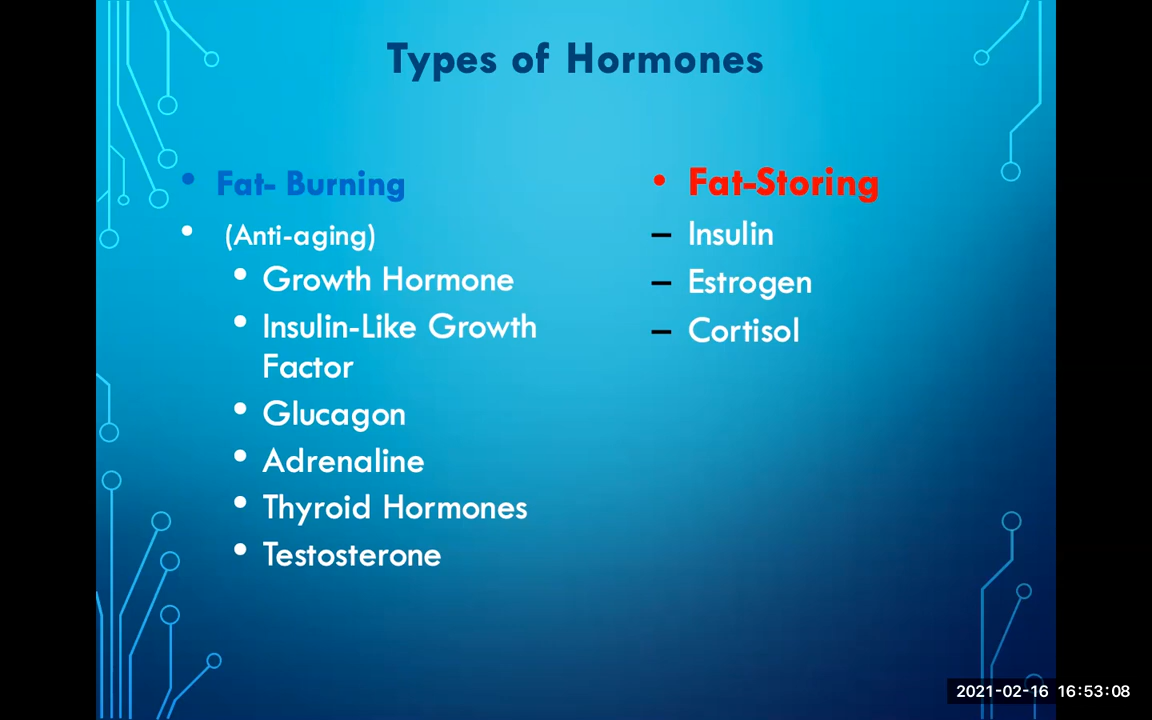 Types of Hormones
• Fat- Burning
• (Anti-aging)
• Growth Hormone
• Insulin-Like Growth
Factor
• Glucagon
• Adrenaline
• Thyroid Hormones
• Testosterone
• Fat-Storing
– Insulin
– Estrogen
– Cortisol
2021-02-16 16:53:08